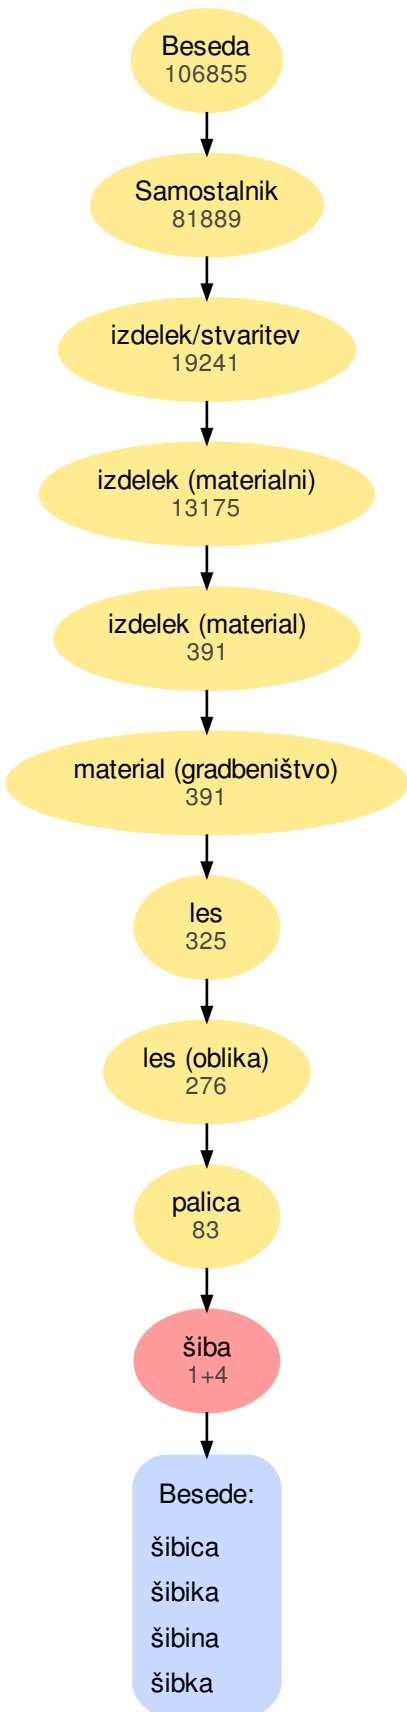 Beseda
106855
Samostalnik
81889
izdelek/stvaritev
19241
izdelek (materialni)
13175
izdelek (material)
391
material (gradbeništvo)
391
les
325
les (oblika)
276
palica
83
šiba
1+4
Besede:
šibica
šibika
šibina
šibka